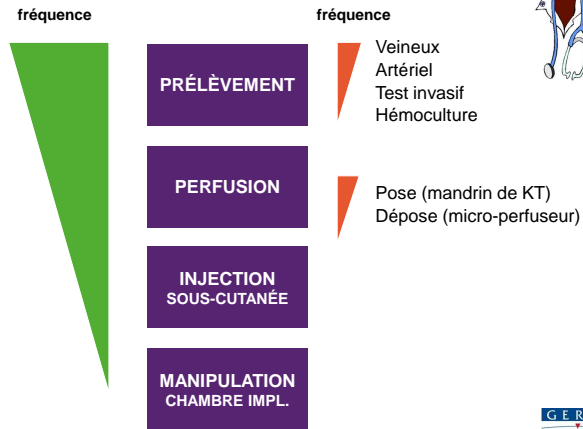 fréquence
fréquence
PRÉLÈVEMENT
Veineux
Artériel
Test invasif
Hémoculture
PERFUSION
Pose (mandrin de KT)
Dépose (micro-perfuseur)
INJECTION
SOUS-CUTANÉE
MANIPULATION
CHAMBRE IMPL.
GER